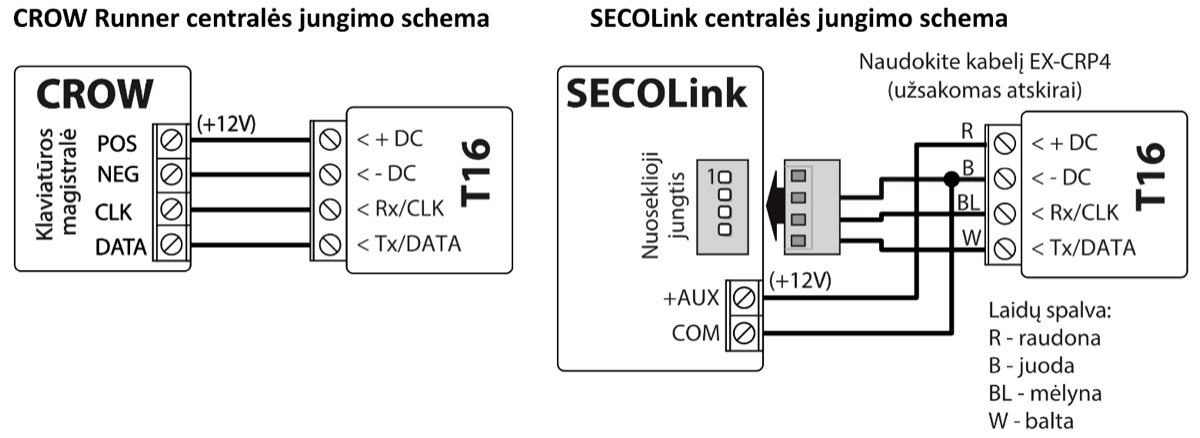 CROW Runner centralės jungimo schema
CROW
Klaviatūros
magistralė
POS
NEG
CLK
DATA
(+12V)
< + DC
< - DC
< Rx/CLK
< Tx/DATA
T16
SECOLink centralės jungimo schema
Naudokite kabelį EX-CRP4
(užsakomas atskirai)
SECOLink
Nuoseklioji
jungtis
1
+AUX
COM
(+12V)
R
B
BL
W
< + DC
< - DC
< Rx/CLK
< Tx/DATA
T16
Laidų spalva:
R - raudona
B - juoda
BL - mėlyna
W - balta